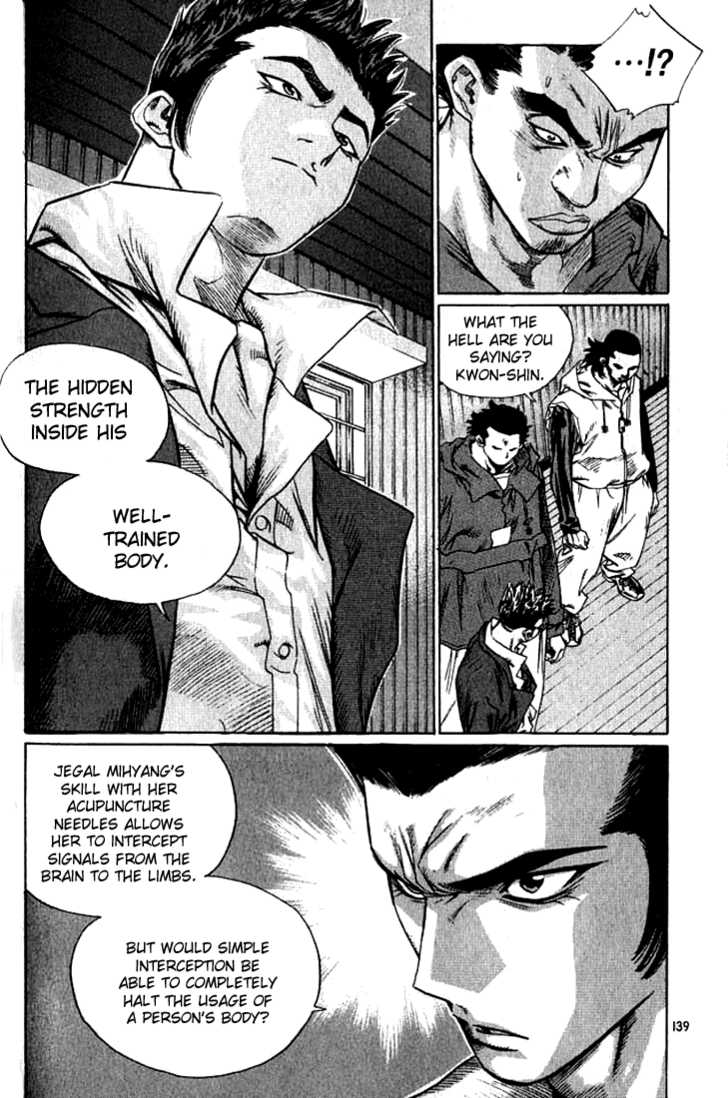 THE HIDDEN
STRENGTH
INSIDE HIS
WELL-
TRAINED
BODY.
...!?
WHAT THE
HELL ARE YOU
SAYING?
KWON-SHIN.
JEGAL MIHYANG'S
SKILL WITH HER
ACUPUNCTURE
NEEDLES ALLOWS
HER TO INTERCEPT
SIGNALS FROM THE
BRAIN TO THE LIMBS.
BUT WOULD SIMPLE
INTERCEPTION BE
ABLE TO COMPLETELY
HALT THE USAGE OF
A PERSON'S BODY?
139